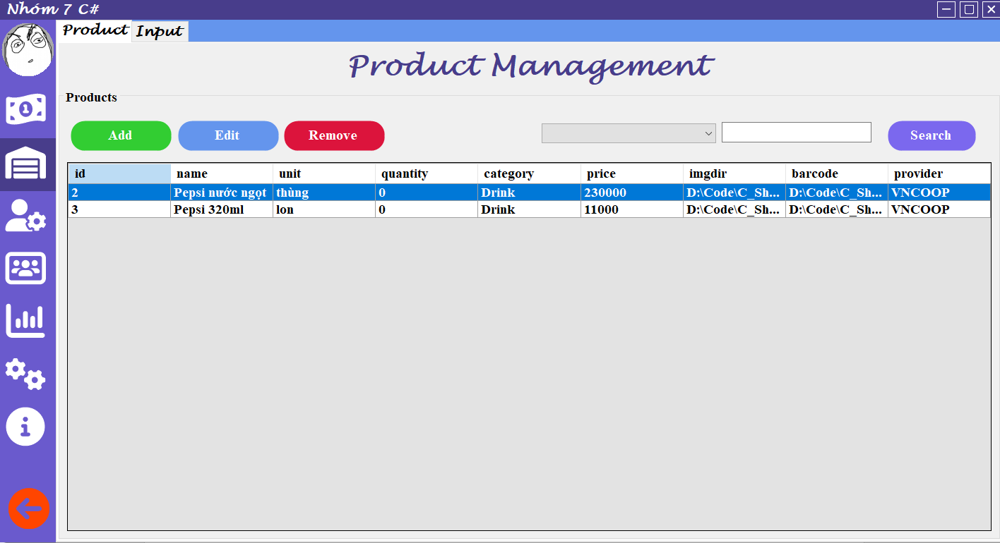 Nhóm 7 C#
Product Input
Product Management
Products
Add Edit Remove Search
id name unit quantity category price imgdir barcode provider
2 Pepsi nước ngọt thùng 0 Drink 230000 D:\Code\C_Sh... D:\Code\C_Sh... VNCOOP
3 Pepsi 320ml lon 0 Drink 11000 D:\Code\C_Sh... D:\Code\C_Sh... VNCOOP